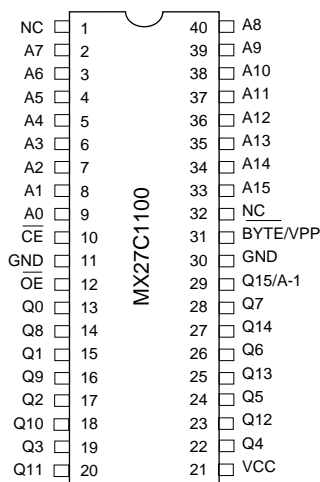 NC 1 40 A8
A7 2 39 A9
A6 3 38 A10
A5 4 37 A11
A4 5 36 A12
A3 6 35 A13
A2 7 34 A14
A1 8 33 A15
A0 9 32 NC
CE 10 31 BYTE/VPP
GND 11 30 GND
OE 12 29 Q15/A-1
Q0 13 28 Q7
Q8 14 27 Q14
Q1 15 26 Q6
Q9 16 25 Q13
Q2 17 24 Q5
Q10 18 23 Q12
Q3 19 22 Q4
Q11 20 21 VCC
MX27C1100